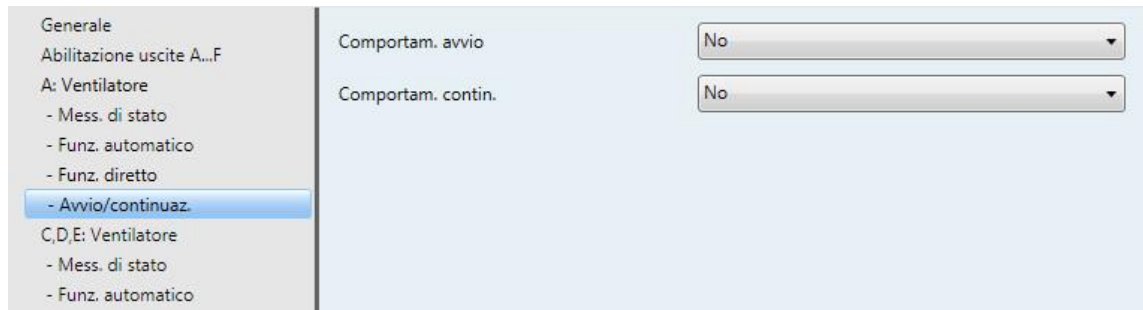 Generale
Abilitazione uscite A...F
A: Ventilatore
- Mess. di stato
- Funz. automatico
- Funz. diretto
- Avvio/continuaz.
C,D,E: Ventilatore
- Mess. di stato
- Funz. automatico
Comportam. avvio No
Comportam. contin. No